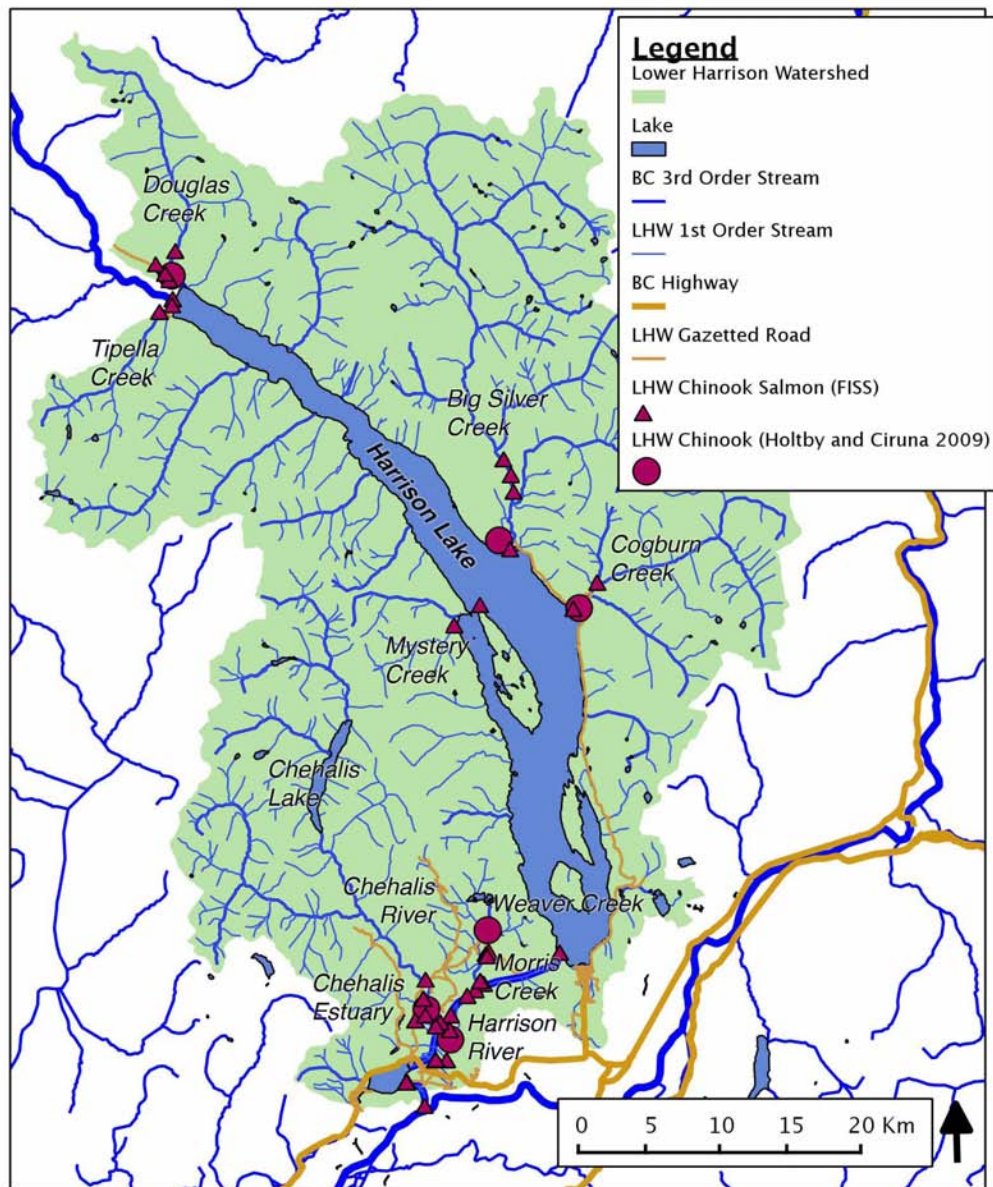 Legend
Lower Harrison Watershed
Lake
BC 3rd Order Stream
LHW 1st Order Stream
BC Highway
LHW Gazetted Road
LHW Chinook Salmon (FISS)
LHW Chinook (Holtby and Ciruna 2009)
Douglas
Creek
Tipella
Creek
Big Silver
Creek
Harrison Lake
Cogburn
Creek
Mystery
Creek
Chehalis
Lake
Chehalis
River
Weaver Creek
Morris
Creek
Chehalis
Estuary
Harrison
River
0 5 10 15 20 Km